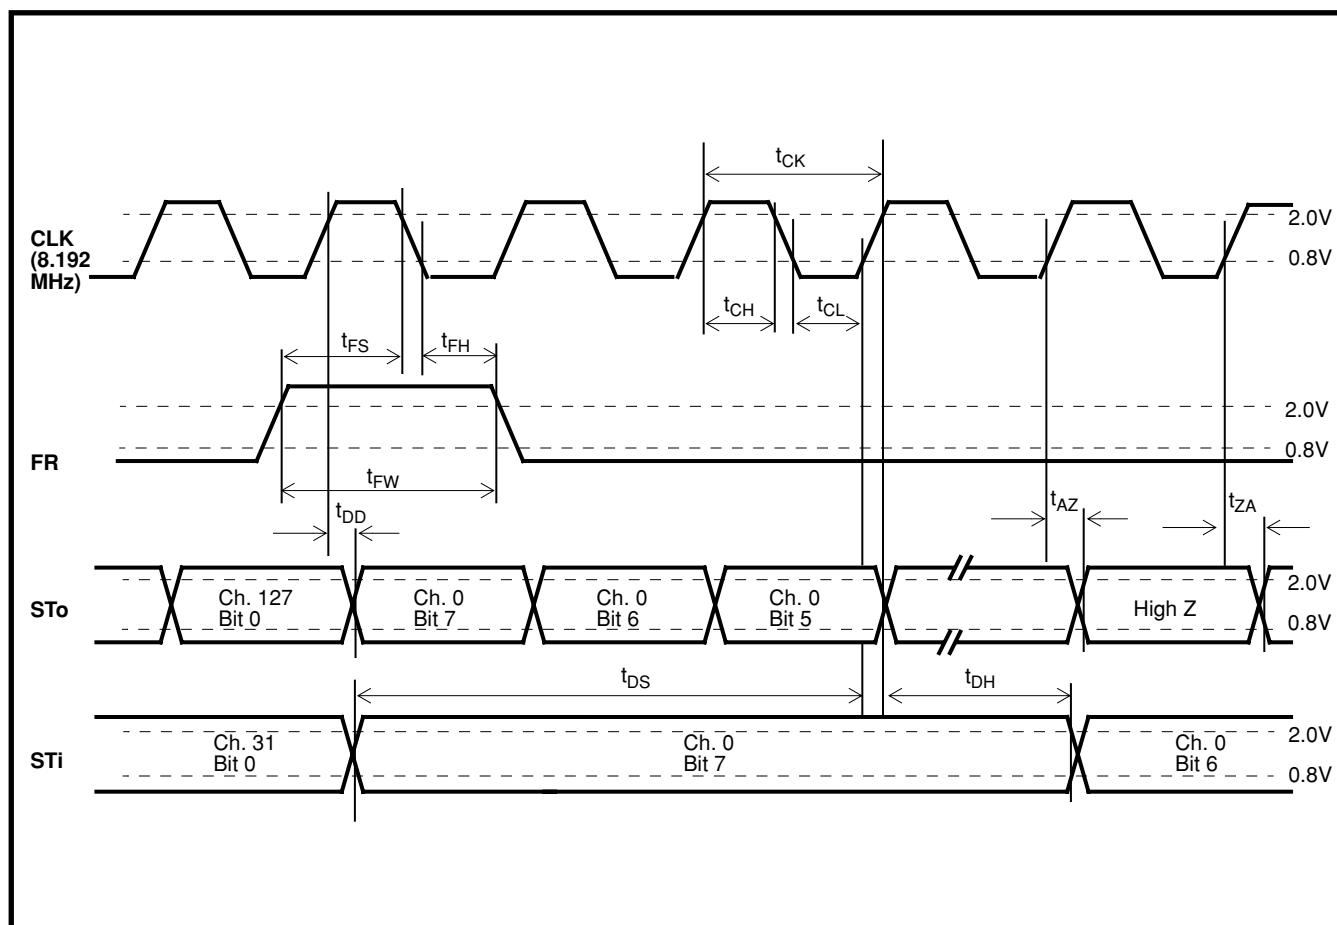 tCK
CLK
(8.192
MHz)
2.0V
0.8V
tCH
tCL
tFS
tFH
FR
2.0V
0.8V
tFW
tDD
tAZ
tZA
STo
Ch. 127
Bit 0
Ch. 0
Bit 7
Ch. 0
Bit 6
Ch. 0
Bit 5
High Z
2.0V
0.8V
tDS
tDH
STi
Ch. 31
Bit 0
Ch. 0
Bit 7
Ch. 0
Bit 6
2.0V
0.8V